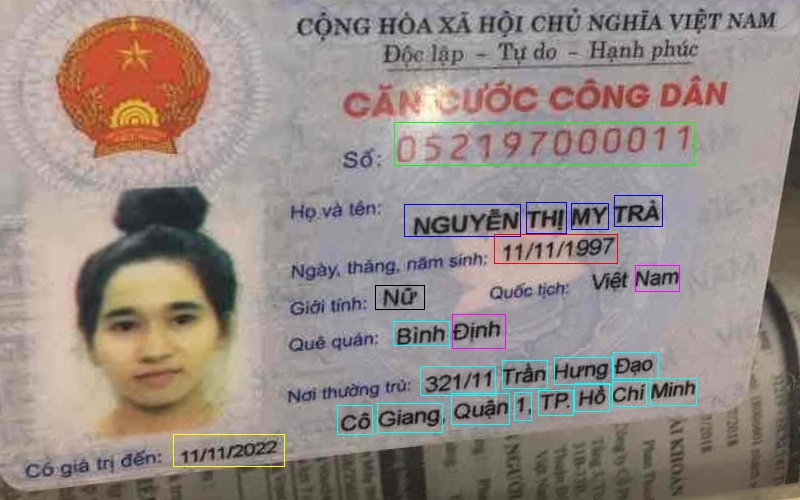 CỘNG HÒA XÃ HỘI CHỦ NGHĨA VIỆT NAM
Độc lập - Tự do - Hạnh phúc
CĂN CƯỚC CÔNG DÂN
Số: 052197000011
Họ và tên: NGUYỄN THỊ MY TRÀ
Ngày, tháng, năm sinh: 11/11/1997
Giới tính: Nữ Quốc tịch: Việt Nam
Quê quán: Bình Định
Nơi thường trú: 321/11 Trần Hưng Đạo
Cô Giang, Quận 1, TP. Hồ Chí Minh
Có giá trị đến: 11/11/2022